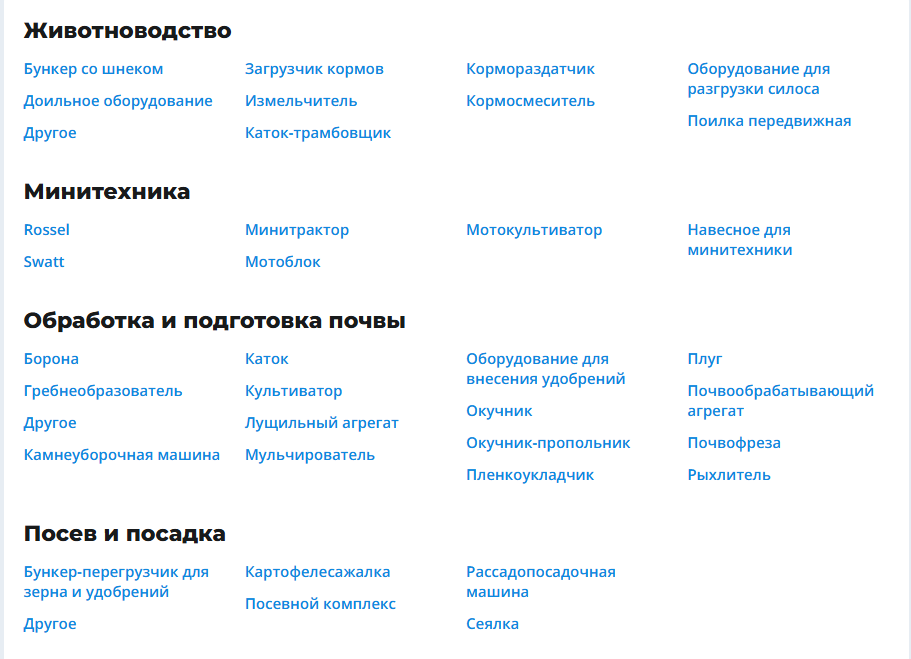 Животноводство
Бункер со шнеком
Доильное оборудование
Другое
Загрузчик кормов
Измельчитель
Каток-трамбовщик
Кормораздатчик
Кормосмеситель
Оборудование для
разгрузки силоса
Поилка передвижная
Минитехника
Rossel
Swatt
Минитрактор
Мотоблок
Мотокультиватор
Навесное для
минитехники
Обработка и подготовка почвы
Борона
Гребнеобразователь
Другое
Камнеуборочная машина
Каток
Культиватор
Лущильный агрегат
Мульчирователь
Оборудование для
внесения удобрений
Окучник
Окучник-пропольник
Пленкоукладчик
Плуг
Почвообрабатывающий
агрегат
Почвофреза
Рыхлитель
Посев и посадка
Бункер-перегрузчик для
зерна и удобрений
Другое
Картофелесажалка
Посевной комплекс
Рассадопосадочная
машина
Сеялка